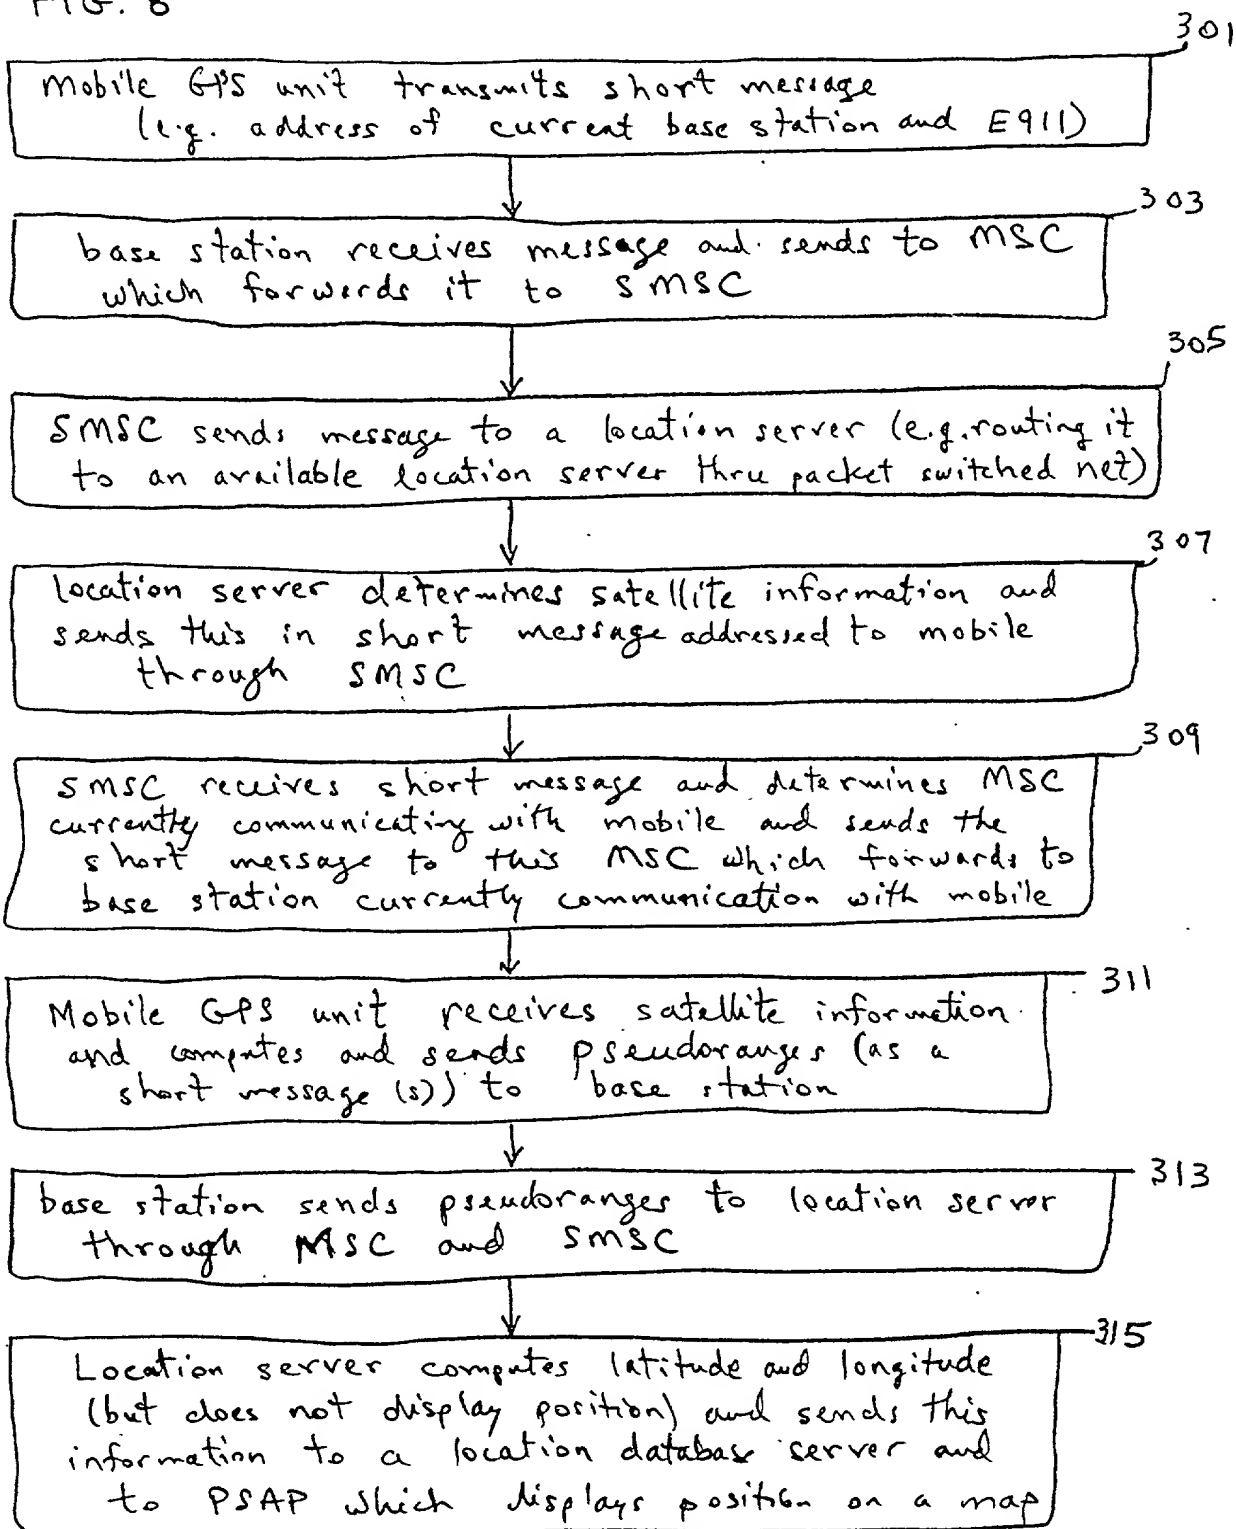 FIG. 8
301
Mobile GPS unit transmits short message
(e.g. address of current base station and E911)
303
base station receives message and sends to MSC
which forwards it to SMSC
305
SMSC sends message to a location server (e.g. routing it
to an available location server thru packet switched net)
307
location server determines satellite information and
sends this in short message addressed to mobile
through SMSC
309
SMSC receives short message and determines MSC
currently communicating with mobile and sends the
short message to this MSC which forwards to
base station currently communication with mobile
311
Mobile GPS unit receives satellite information
and computes and sends pseudoranges (as a
short message (s)) to base station
313
base station sends pseudoranges to location server
through MSC and SMSC
315
Location server computes latitude and longitude
(but does not display position) and sends this
information to a location database server and
to PSAP which displays position on a map